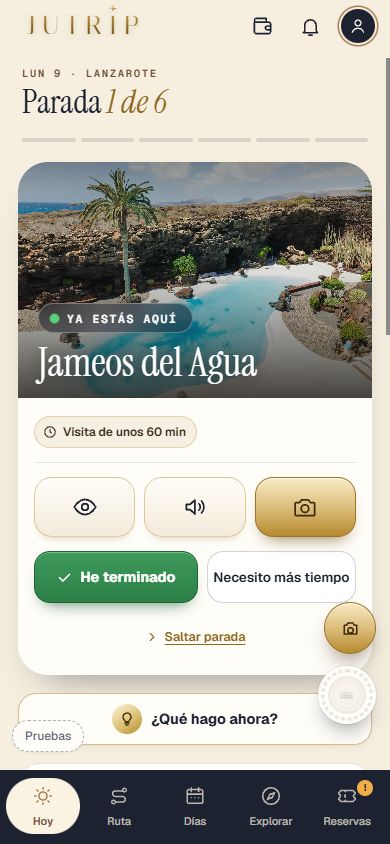 JUTRIP
LUN 9 · LANZAROTE
Parada 1 de 6
YA ESTÁS AQUÍ
Jameos del Agua
Visita de unos 60 min
He terminado
Necesito más tiempo
Saltar parada
¿Qué hago ahora?
Pruebas
!
Hoy
Ruta
Días
Explorar
Reservas